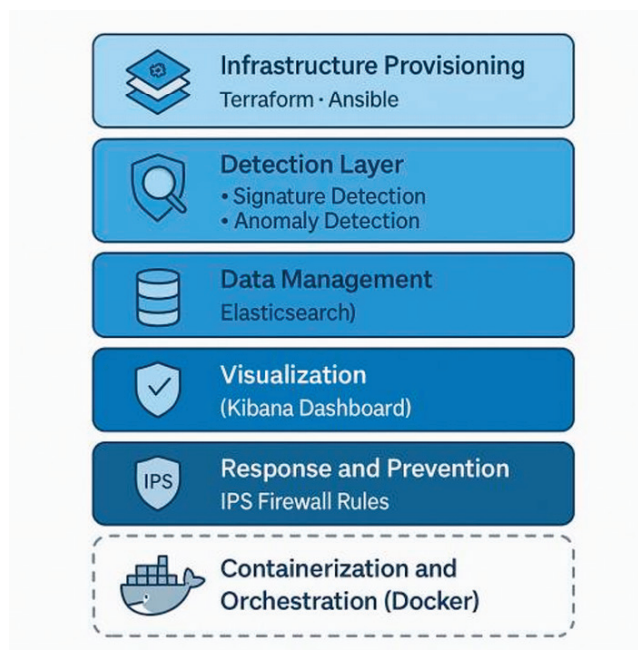 Infrastructure Provisioning
Terraform · Ansible
Detection Layer
• Signature Detection
• Anomaly Detection
Data Management
Elasticsearch)
Visualization
(Kibana Dashboard)
IPS
Response and Prevention
IPS Firewall Rules
Containerization and
Orchestration (Docker)